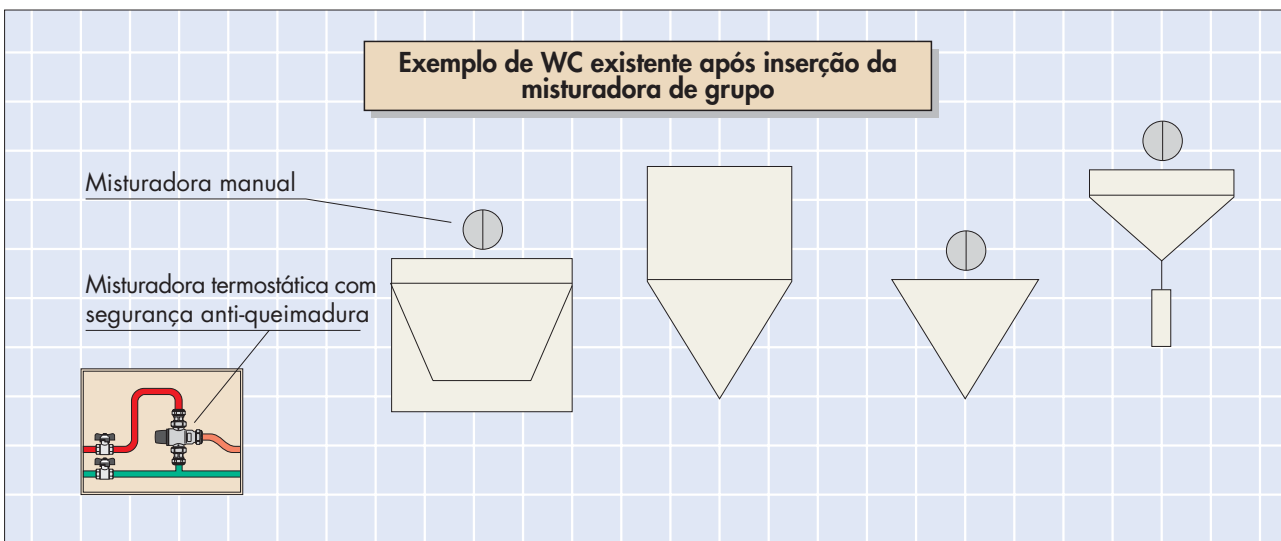 Exemplo de WC existente após inserção da
misturadora de grupo
Misturadora manual
Misturadora termostática com
segurança anti-queimadura